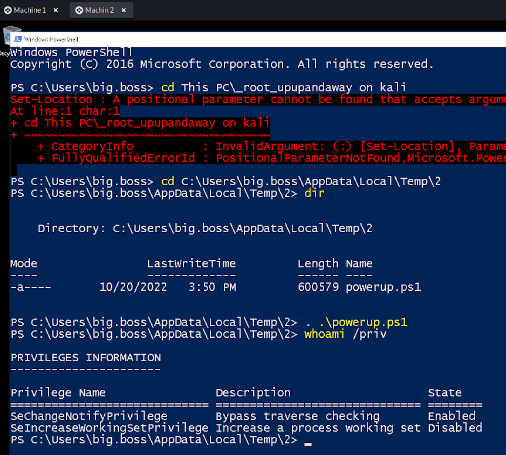 Machine 1 × Machin 2 ×
Windows PowerShell
Windows PowerShell
Copyright (C) 2016 Microsoft Corporation. All rights reserved.
PS C:\Users\big.boss> cd This PC\_root_upupandaway on kali
Set-Location : A positional parameter cannot be found that accepts argume
At line:1 char:1
+ cd This PC\_root_upupandaway on kali
+ ~~~~~~~~~~~~~~~~~~~~~~~~~~~~~~~~~~~~
+ CategoryInfo : InvalidArgument: (:) [Set-Location], Param
+ FullyQualifiedErrorId : PositionalParameterNotFound,Microsoft.Power
PS C:\Users\big.boss> cd C:\Users\big.boss\AppData\Local\Temp\2
PS C:\Users\big.boss\AppData\Local\Temp\2> dir
Directory: C:\Users\big.boss\AppData\Local\Temp\2
Mode LastWriteTime Length Name
---- ------------- ------ ----
-a---- 10/20/2022 3:50 PM 600579 powerup.ps1
PS C:\Users\big.boss\AppData\Local\Temp\2> . .\powerup.ps1
PS C:\Users\big.boss\AppData\Local\Temp\2> whoami /priv
PRIVILEGES INFORMATION
----------------------
Privilege Name Description State
============================= ============================== ========
SeChangeNotifyPrivilege Bypass traverse checking Enabled
SeIncreaseWorkingSetPrivilege Increase a process working set Disabled
PS C:\Users\big.boss\AppData\Local\Temp\2> _